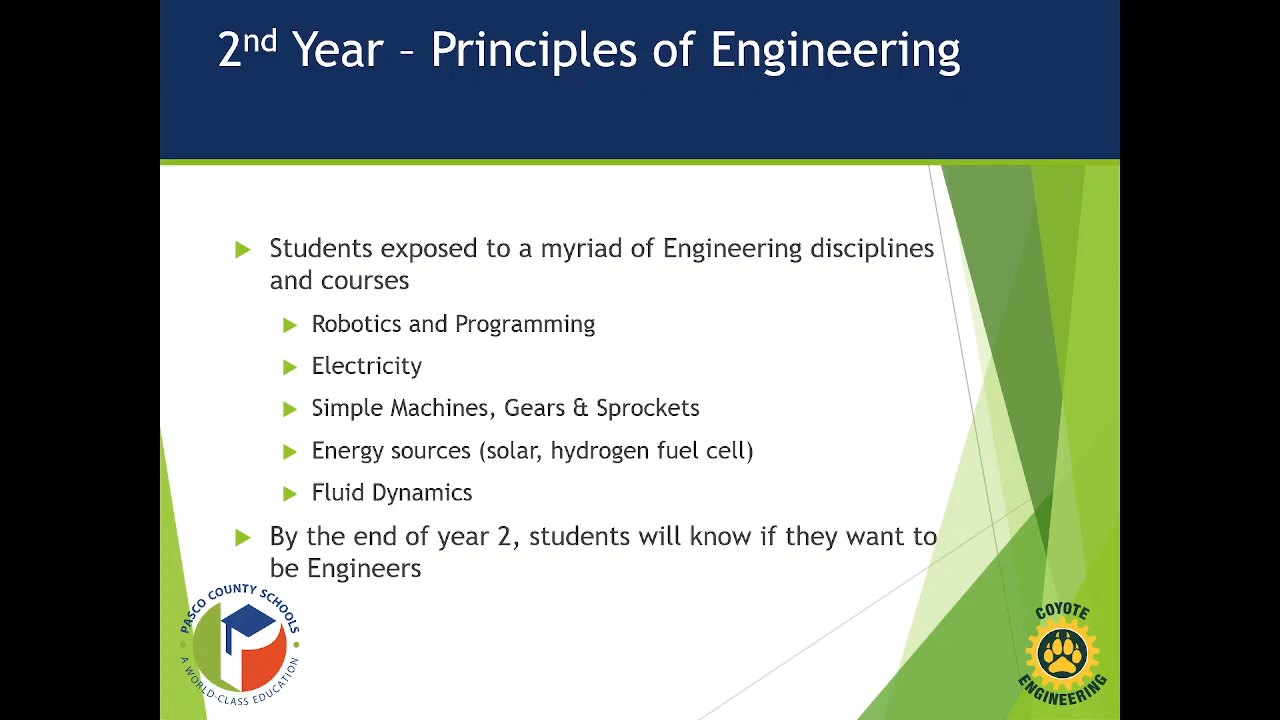 2nd Year – Principles of Engineering
Students exposed to a myriad of Engineering disciplines
and courses
Robotics and Programming
Electricity
Simple Machines, Gears & Sprockets
Energy sources (solar, hydrogen fuel cell)
Fluid Dynamics
By the end of year 2, students will know if they want to
be Engineers
PASCO COUNTY SCHOOLS
A WORLD-CLASS EDUCATION
COYOTE
ENGINEERING